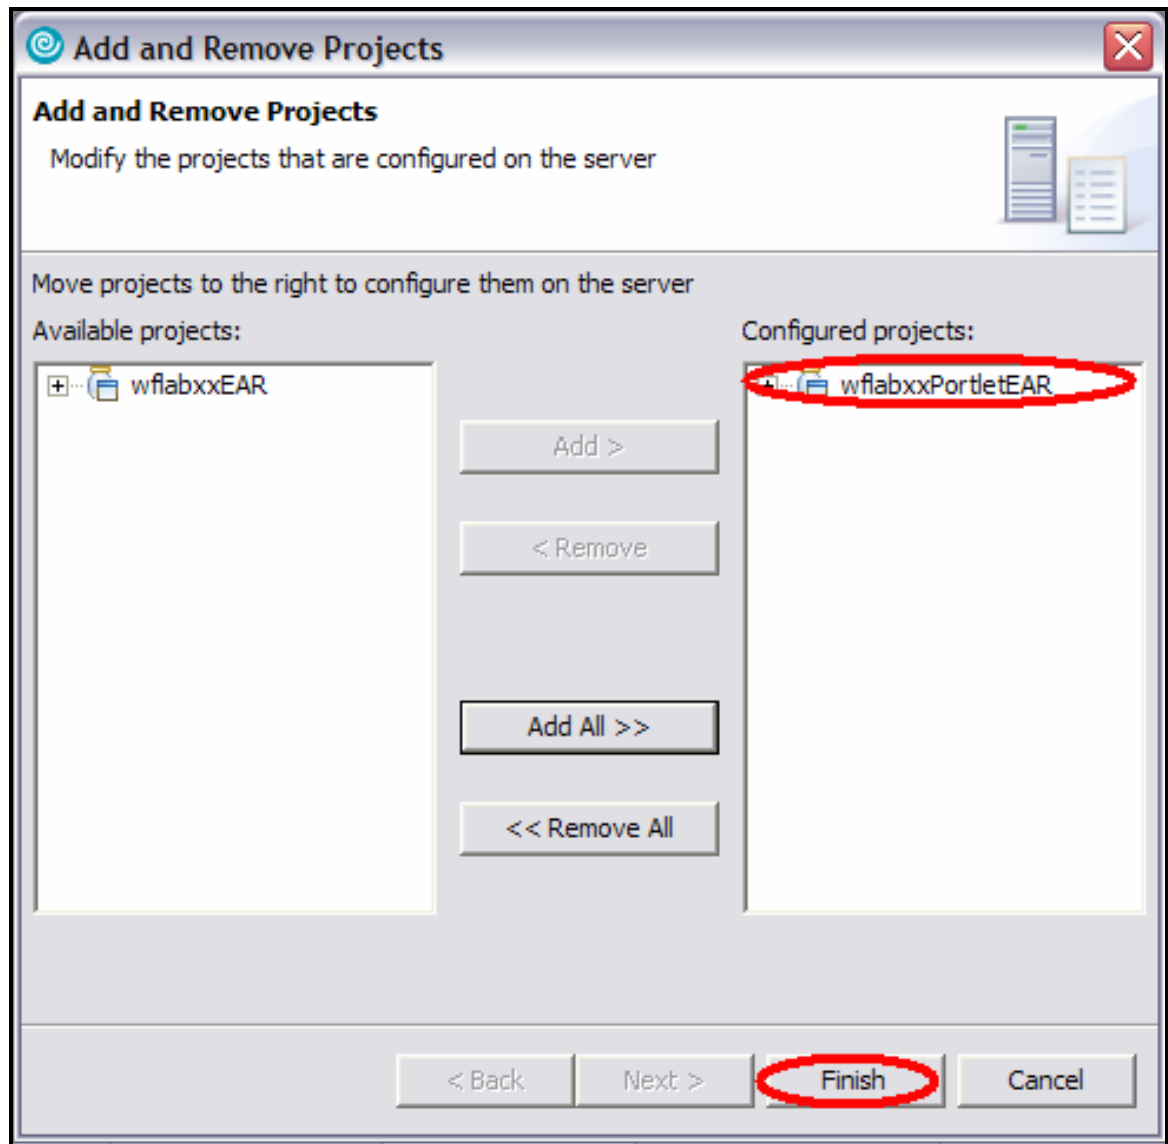 Add and Remove Projects
Add and Remove Projects
Modify the projects that are configured on the server
Move projects to the right to configure them on the server
Available projects:
Configured projects:
wflabxxEAR
wflabxxPortletEAR
Add >
< Remove
Add All >>
<< Remove All
< Back
Next >
Finish
Cancel